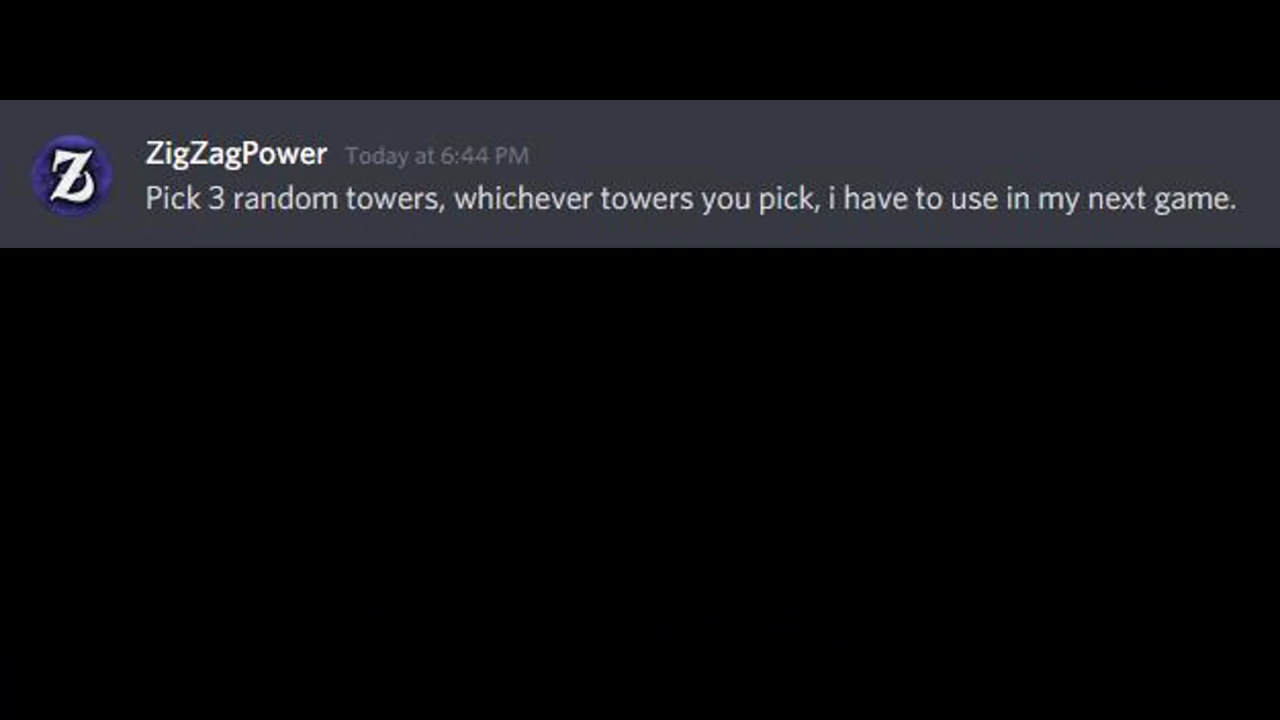 Z
ZigZagPower Today at 6:44 PM
Pick 3 random towers, whichever towers you pick, i have to use in my next game.